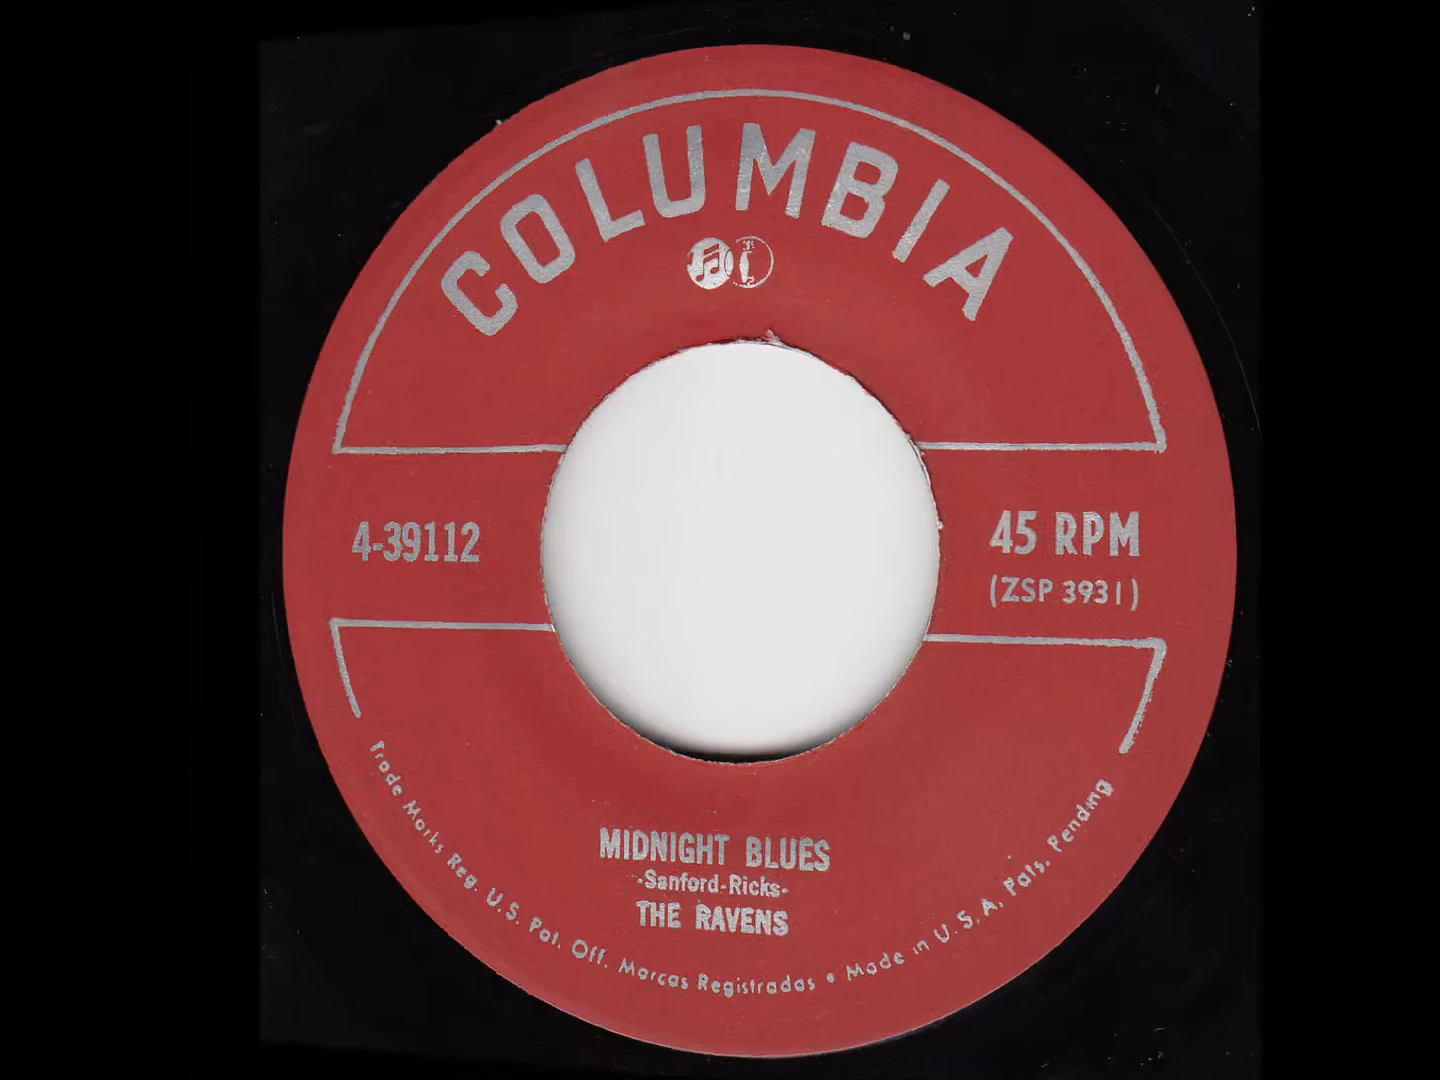 COLUMBIA
4-39112
45 RPM
(ZSP 3931)
MIDNIGHT BLUES
-Sanford-Ricks-
THE RAVENS
Trade Marks Reg. U.S. Pat. Off. Marcas Registradas • Made in U.S.A. Pats. Pending